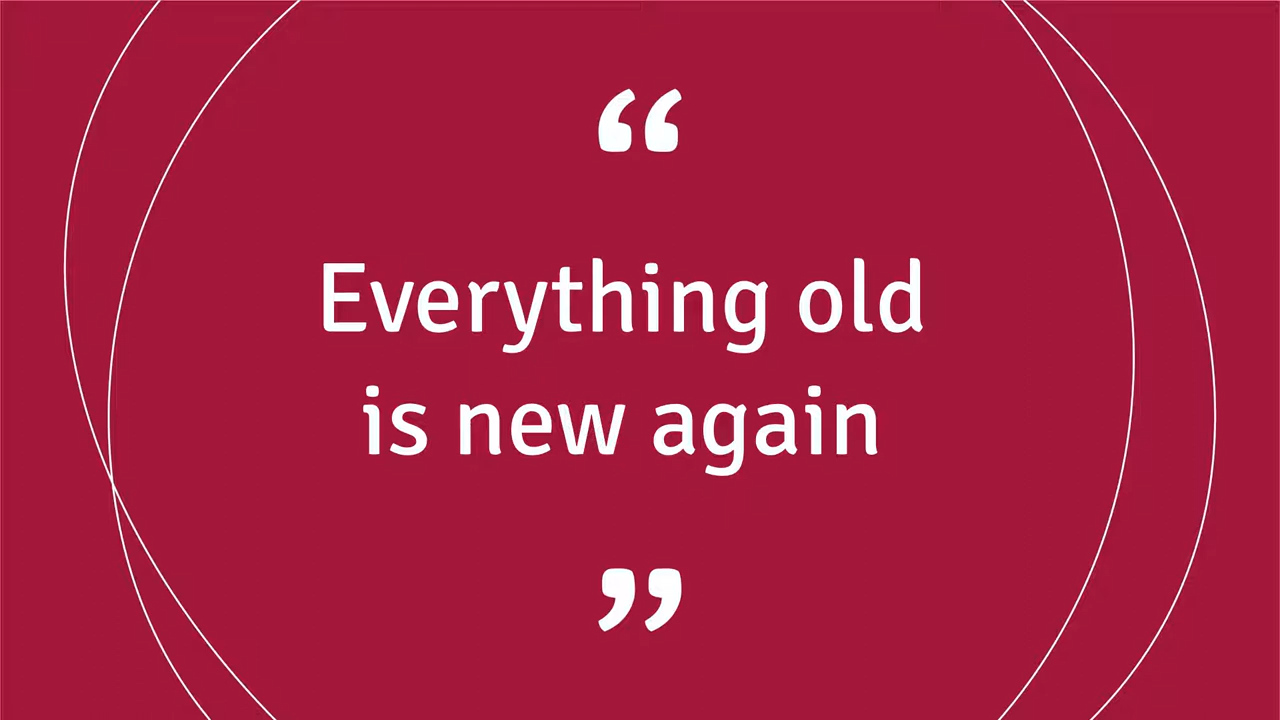 “
Everything old
is new again
”